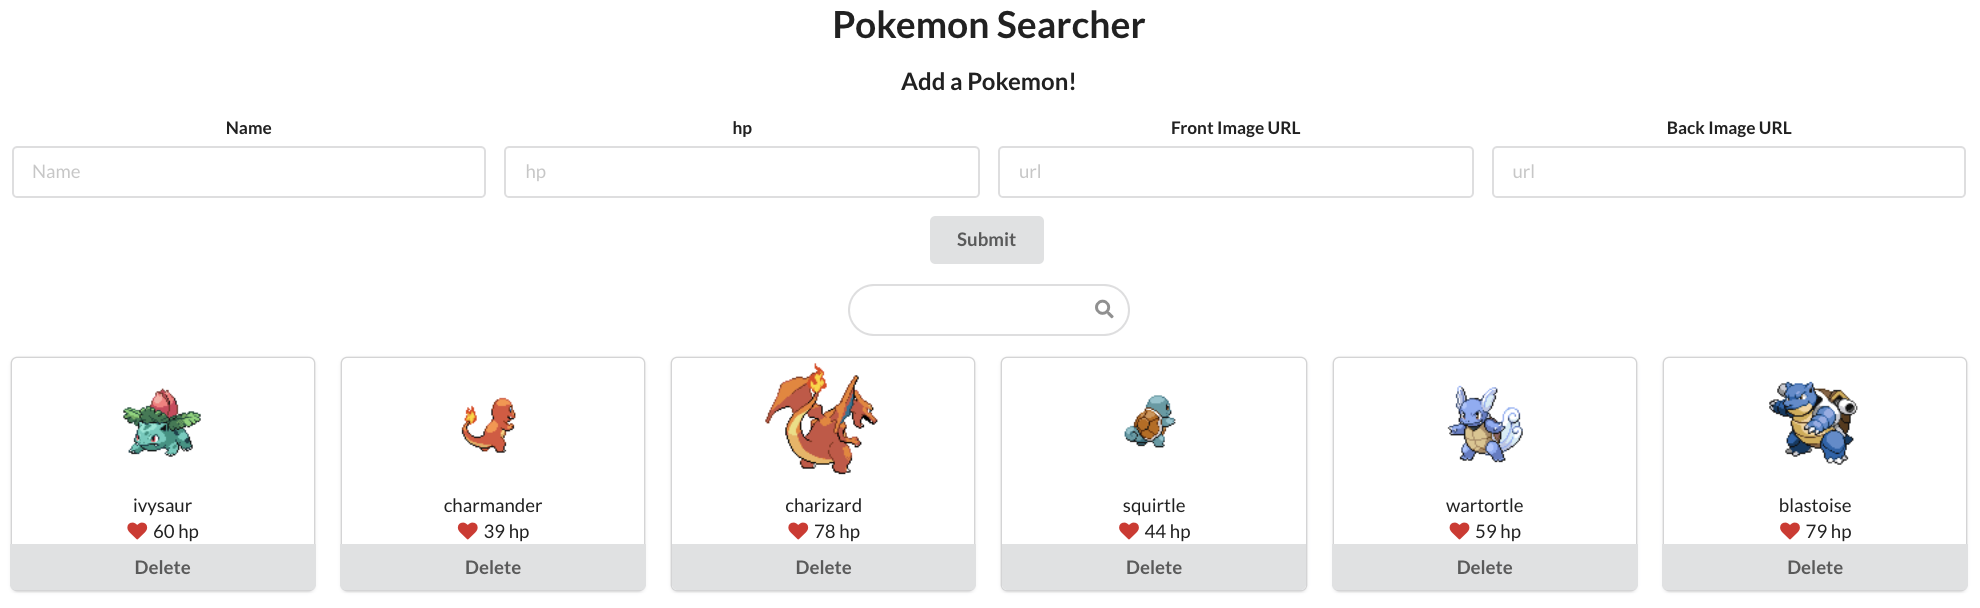 Pokemon Searcher
Add a Pokemon!
Name hp Front Image URL Back Image URL
Name hp url url
Submit
ivysaur charmander charizard squirtle wartortle blastoise
60 hp 39 hp 78 hp 44 hp 59 hp 79 hp
Delete Delete Delete Delete Delete Delete